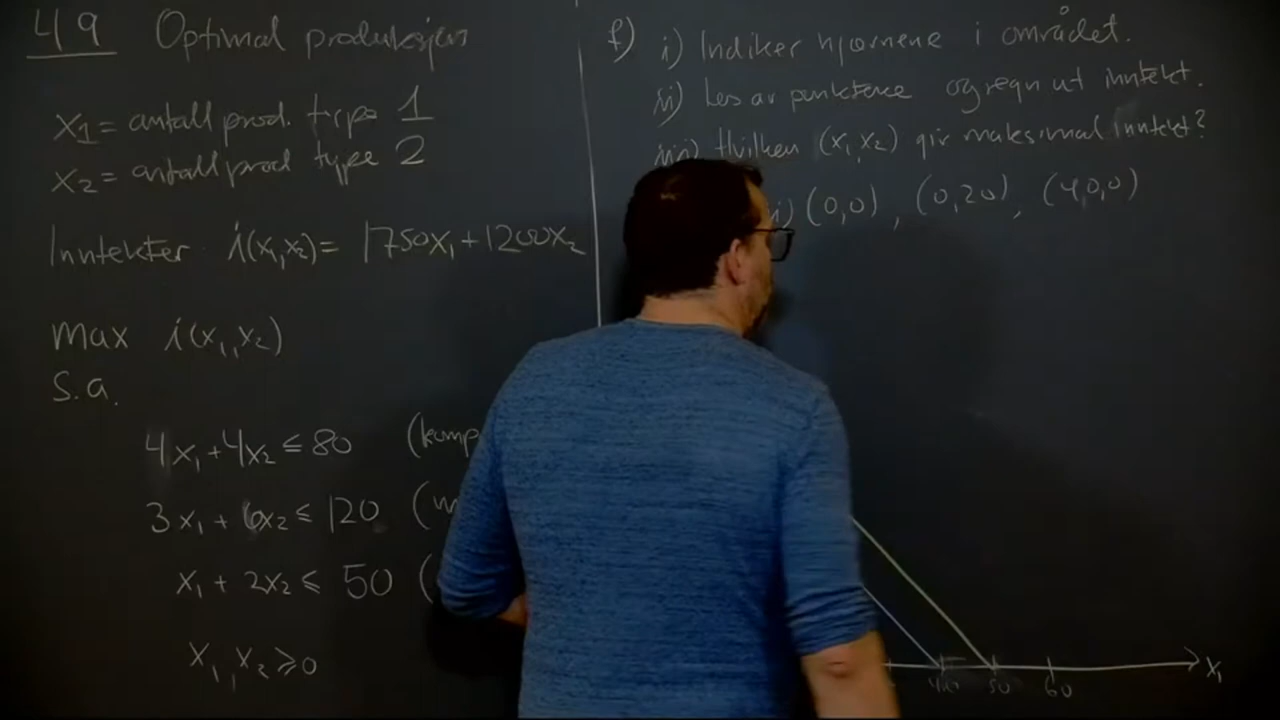 49 Optimal produksjon
x₁ = antall prod. type 1
x₂ = antall prod type 2
Inntekter i(x₁,x₂) = 1750x₁ + 1200x₂
max i(x₁,x₂)
s.a.
4x₁ + 4x₂ ≤ 80 (komp
3x₁ + 6x₂ ≤ 120 (m
x₁ + 2x₂ ≤ 50 (
x₁, x₂ ≥ 0
f) i) Indiker hjørnene i området.
ii) Les av punktene og regn ut inntekt.
iii) Hvilken (x₁,x₂) gir maksimal inntekt?
i) (0,0), (0,20), (40,0)
40 50 60 x₁